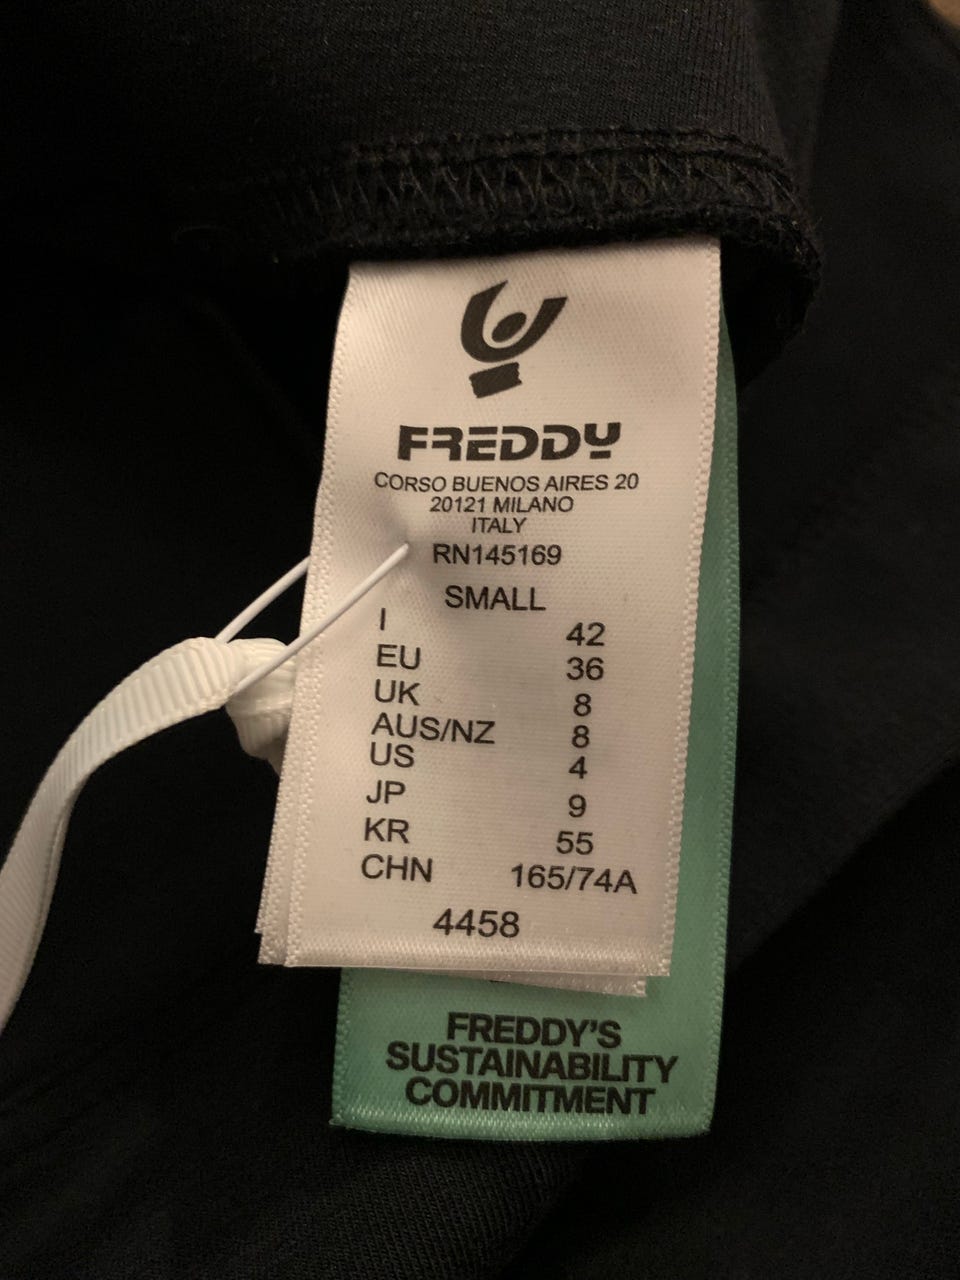 FREDDY
CORSO BUENOS AIRES 20
20121 MILANO
ITALY
RN145169
SMALL
I 42
EU 36
UK 8
AUS/NZ 8
US 4
JP 9
KR 55
CHN 165/74A
4458
FREDDY'S
SUSTAINABILITY
COMMITMENT